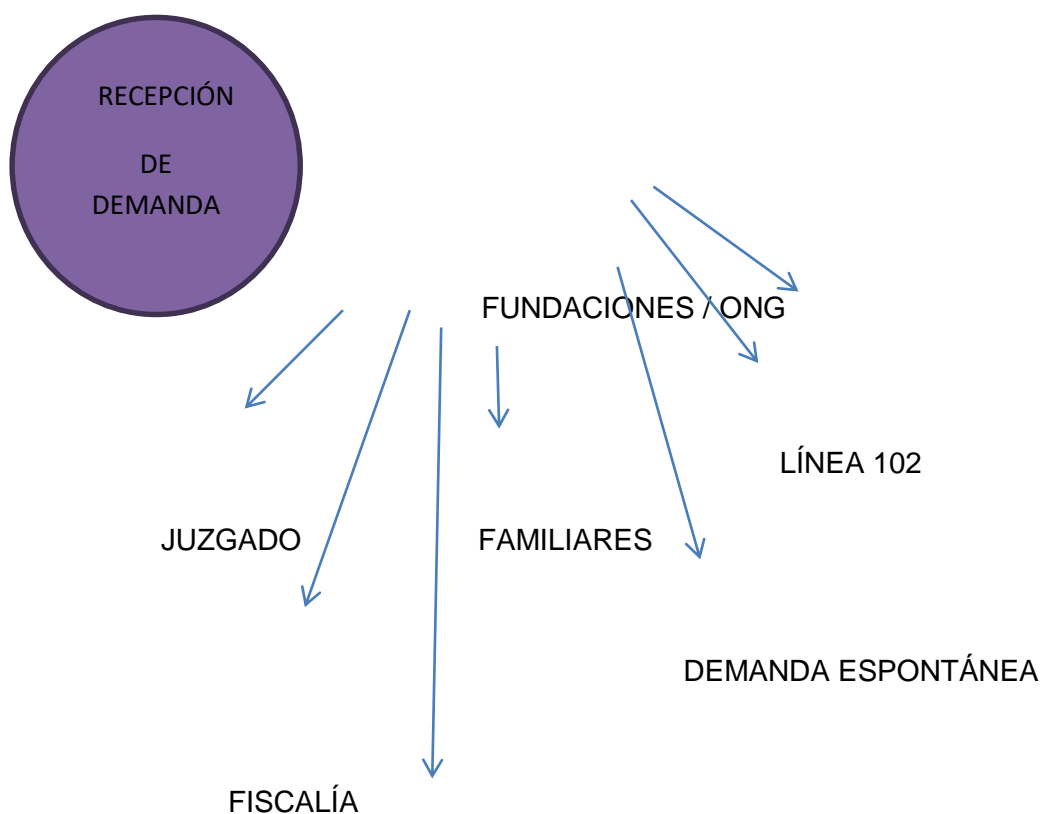 RECEPCIÓN
DE
DEMANDA
FUNDACIONES / ONG
LÍNEA 102
JUZGADO
FAMILIARES
DEMANDA ESPONTÁNEA
FISCALÍA